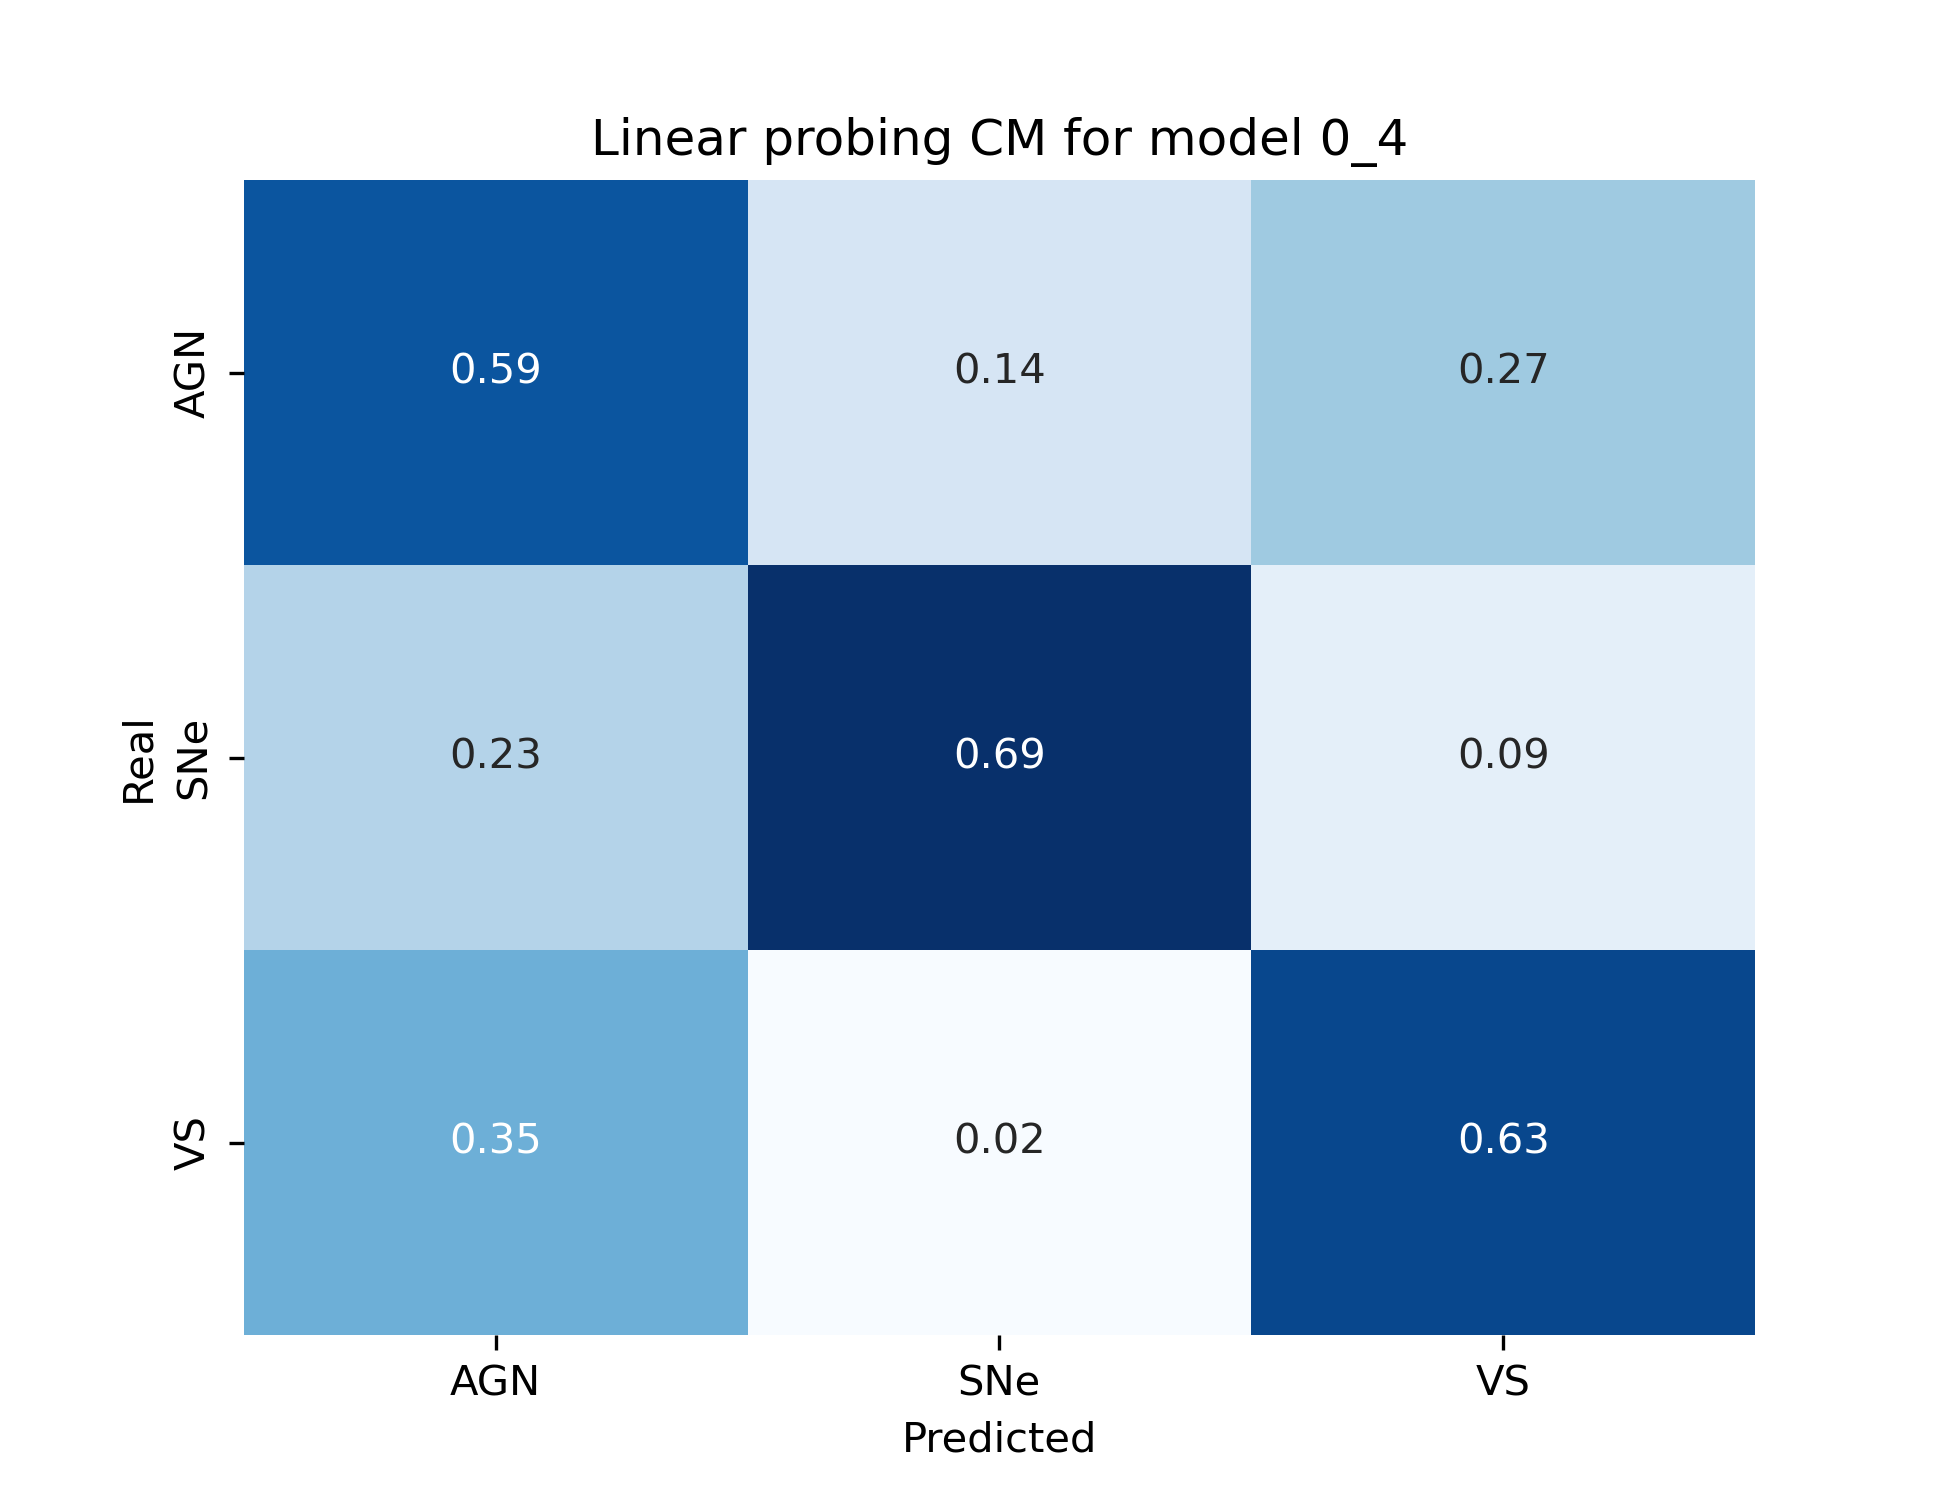 Linear probing CM for model 0_4
AGN
0.59
0.14
0.27
Real
SNe
0.23
0.69
0.09
VS
0.35
0.02
0.63
AGN
SNe
VS
Predicted